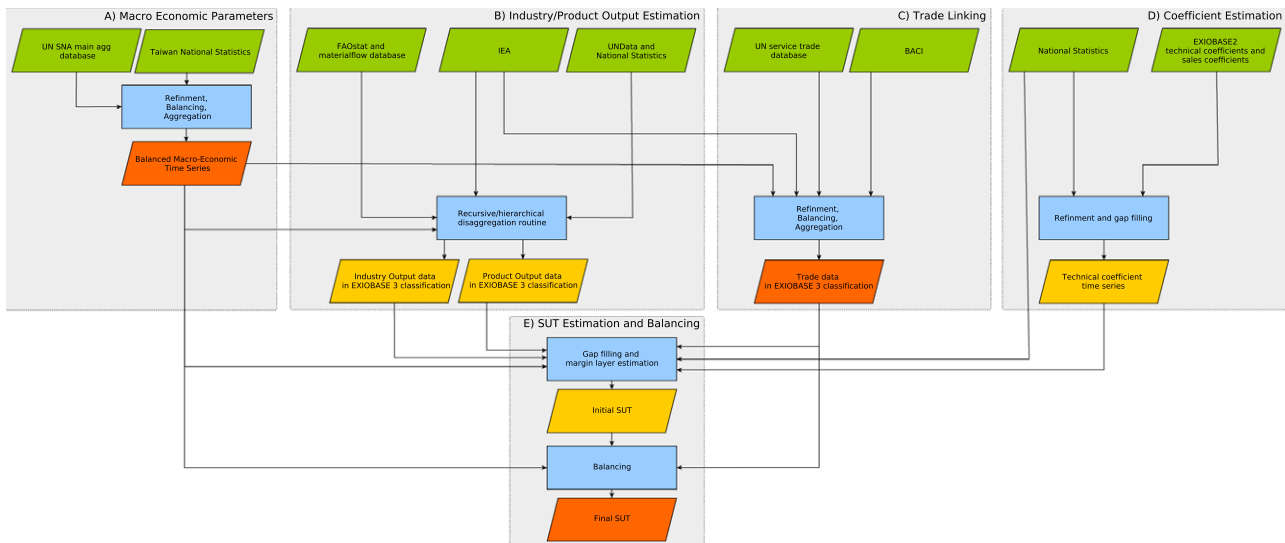 A) Macro Economic Parameters
UN SNA main agg
database
Taiwan National Statistics
Refinment,
Balancing,
Aggregation
Balanced Macro-Economic
Time Series
B) Industry/Product Output Estimation
FAOstat and
materialflow database
IEA
UNData and
National Statistics
Recursive/hierarchical
disaggregation routine
Industry Output data
in EXIOBASE 3 classification
Product Output data
in EXIOBASE 3 classification
C) Trade Linking
UN service trade
database
BACI
Refinment,
Balancing,
Aggregation
Trade data
in EXIOBASE 3 classification
D) Coefficient Estimation
National Statistics
EXIOBASE2
technical coefficients and
sales coefficients
Refinment and gap filling
Technical coefficient
time series
E) SUT Estimation and Balancing
Gap filling and
margin layer estimation
Initial SUT
Balancing
Final SUT